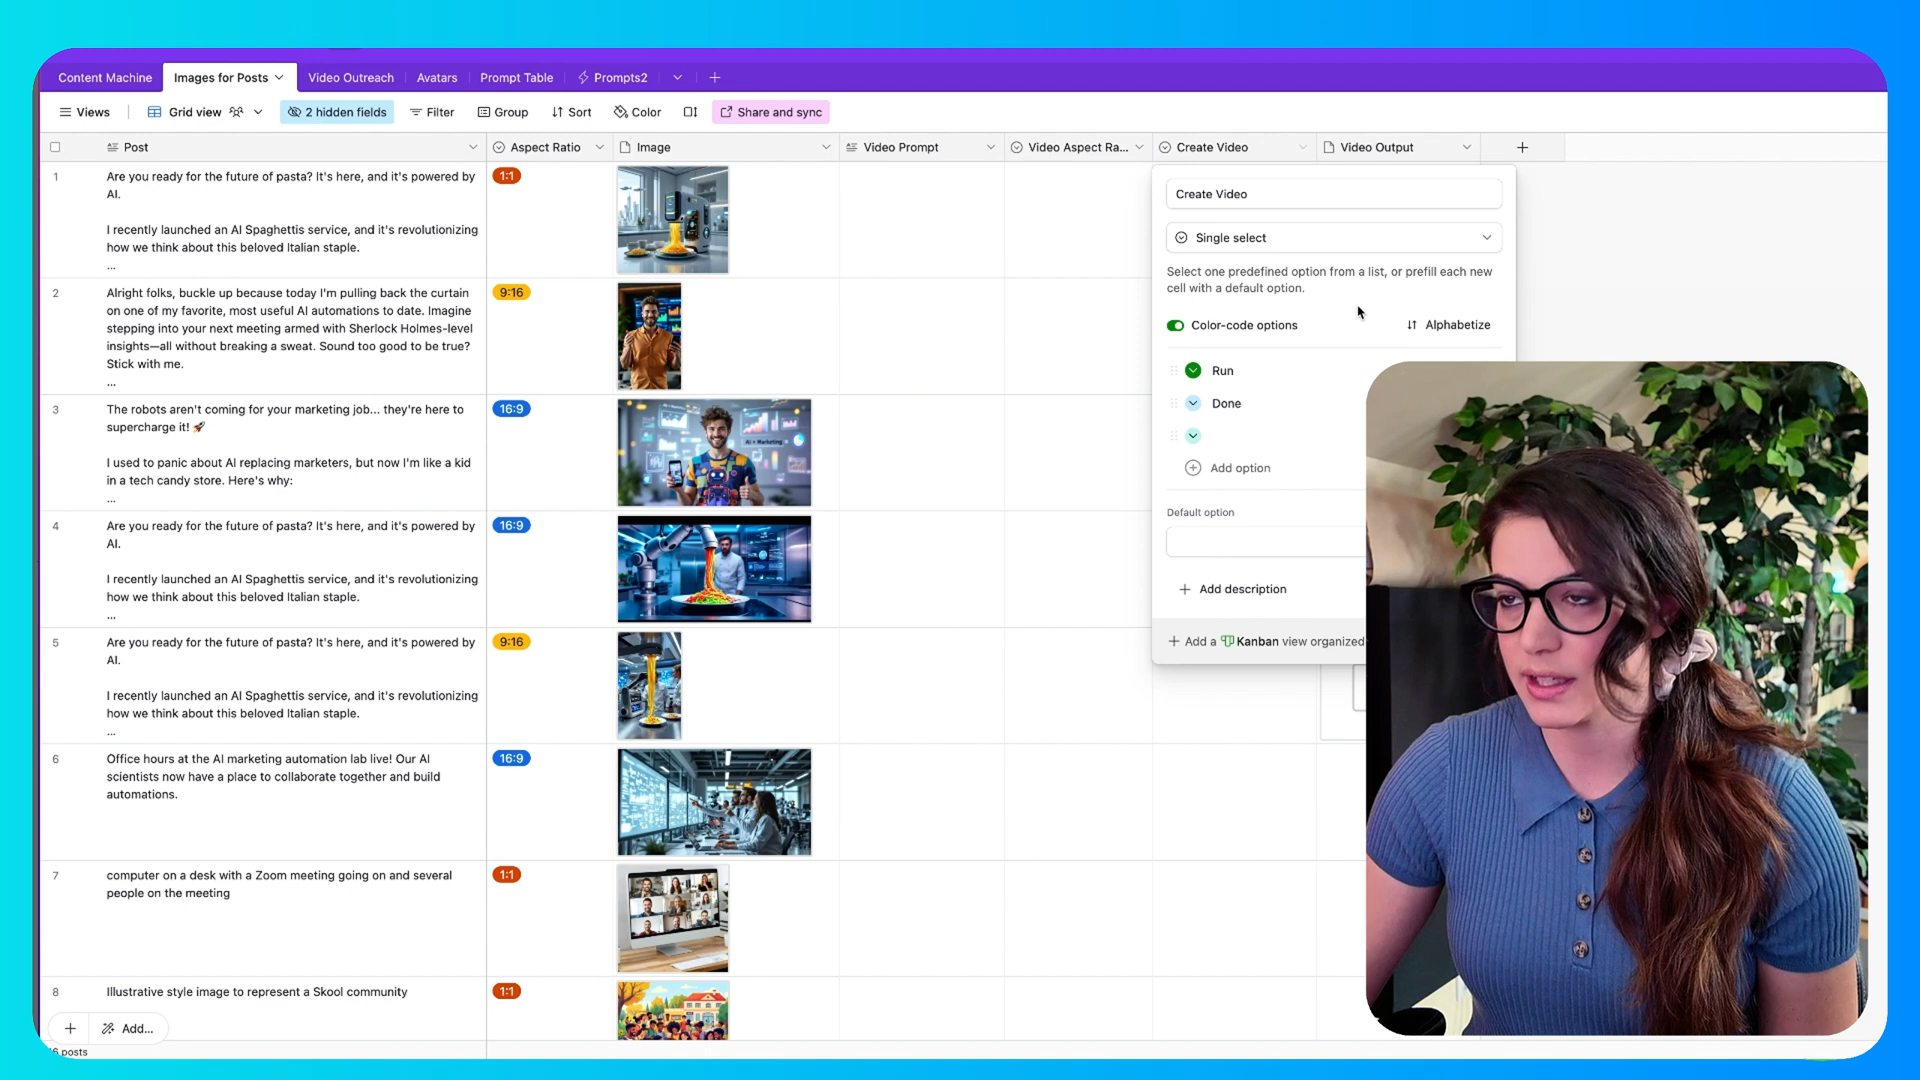 Content Machine
Images for Posts
Video Outreach
Avatars
Prompt Table
Prompts2
Views
Grid view
2 hidden fields
Filter
Group
Sort
Color
Share and sync
Post
Aspect Ratio
Image
Video Prompt
Video Aspect Ra...
Create Video
Video Output
1
Are you ready for the future of pasta? It's here, and it's powered by
AI.
I recently launched an AI Spaghettis service, and it's revolutionizing
how we think about this beloved Italian staple.
...
1:1
2
Alright folks, buckle up because today I'm pulling back the curtain
on one of my favorite, most useful AI automations to date. Imagine
stepping into your next meeting armed with Sherlock Holmes-level
insights—all without breaking a sweat. Sound too good to be true?
Stick with me.
...
9:16
3
The robots aren't coming for your marketing job... they're here to
supercharge it! 🚀
I used to panic about AI replacing marketers, but now I'm like a kid
in a tech candy store. Here's why:
...
16:9
AI + Marketing
4
Are you ready for the future of pasta? It's here, and it's powered by
AI.
I recently launched an AI Spaghettis service, and it's revolutionizing
how we think about this beloved Italian staple.
...
16:9
5
Are you ready for the future of pasta? It's here, and it's powered by
AI.
I recently launched an AI Spaghettis service, and it's revolutionizing
how we think about this beloved Italian staple.
...
9:16
6
Office hours at the AI marketing automation lab live! Our AI
scientists now have a place to collaborate together and build
automations.
16:9
7
computer on a desk with a Zoom meeting going on and several
people on the meeting
1:1
8
Illustrative style image to represent a Skool community
1:1
Add...
posts
Create Video
Single select
Select one predefined option from a list, or prefill each new
cell with a default option.
Color-code options
Alphabetize
Run
Done
Add option
Default option
Add description
Add a Kanban view organized